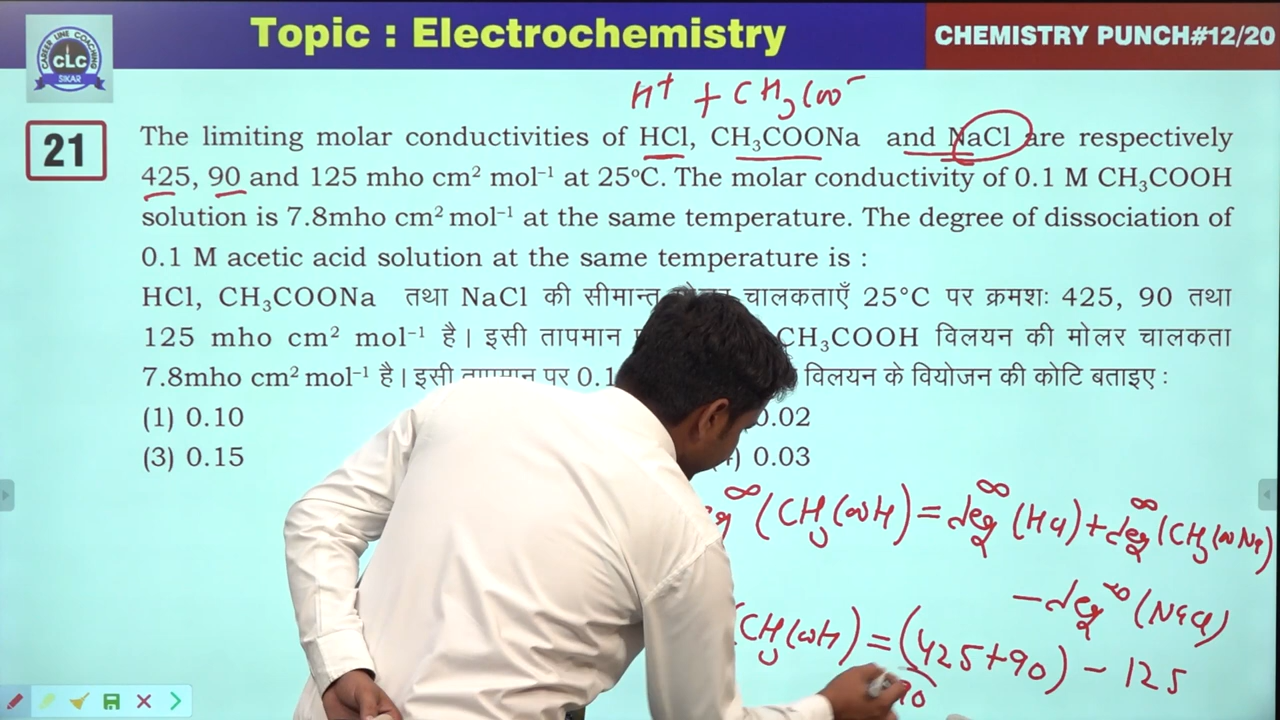 Topic : Electrochemistry
CHEMISTRY PUNCH#12/20
CAREER LINE COACHING
CLC
SIKAR
H⁺ + CH₃COO⁻
21
The limiting molar conductivities of HCl, CH₃COONa and NaCl are respectively
425, 90 and 125 mho cm² mol⁻¹ at 25°C. The molar conductivity of 0.1 M CH₃COOH
solution is 7.8mho cm² mol⁻¹ at the same temperature. The degree of dissociation of
0.1 M acetic acid solution at the same temperature is :
HCl, CH₃COONa तथा NaCl की सीमान्त चालकताएँ 25°C पर क्रमशः 425, 90 तथा
125 mho cm² mol⁻¹ है। इसी तापमान CH₃COOH विलयन की मोलर चालकता
7.8mho cm² mol⁻¹ है। इसी तापमान पर 0.1 विलयन के वियोजन की कोटि बताइए :
(1) 0.10 0.02
(3) 0.15 0.03
∞ (CH₃COOH) = deq∞ (HCl) + deq∞ (CH₃COONa)
- deq∞ (NaCl)
(CH₃COOH) = (425+90) - 125